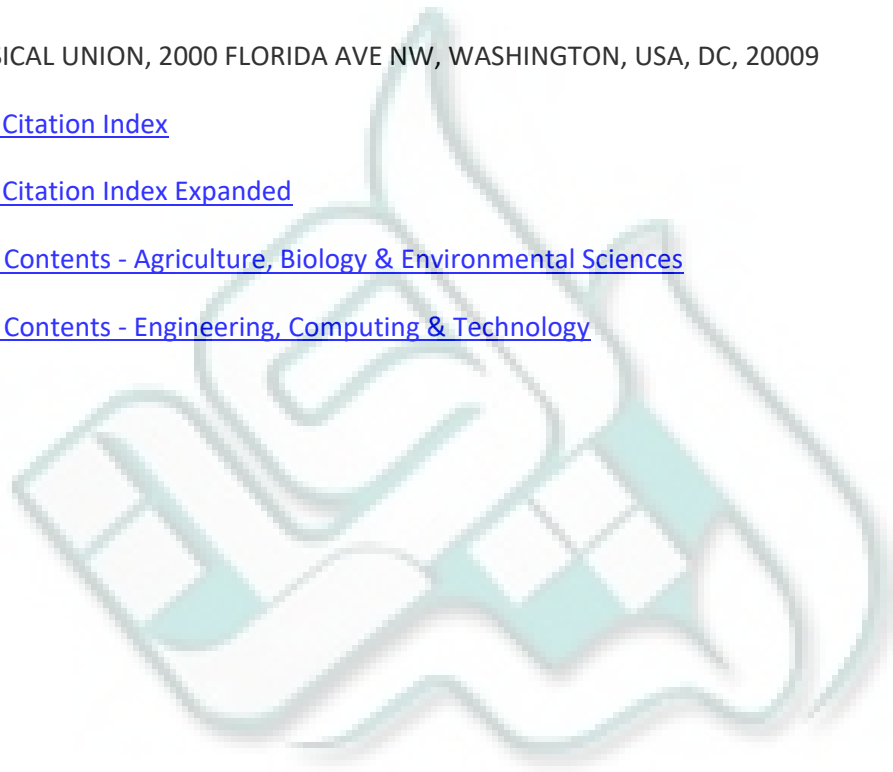 SICAL UNION, 2000 FLORIDA AVE NW, WASHINGTON, USA, DC, 20009
Citation Index
Citation Index Expanded
Contents - Agriculture, Biology & Environmental Sciences
Contents - Engineering, Computing & Technology